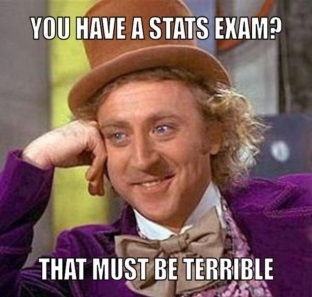 YOU HAVE A STATS EXAM?
THAT MUST BE TERRIBLE